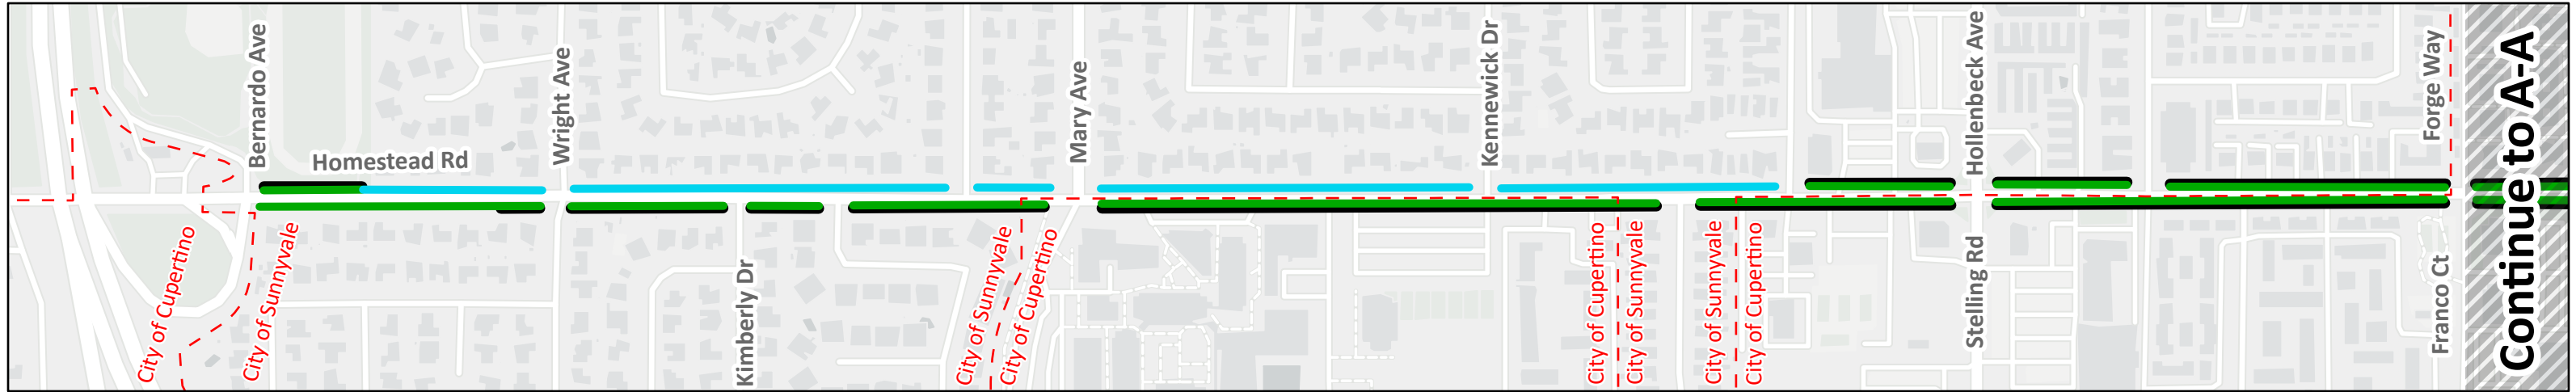 Bernardo Ave
Homestead Rd
Wright Ave
Mary Ave
Kennewick Dr
Hollenbeck Ave
Forge Way
Continue to A-A
City of Cupertino
City of Sunnyvale
Kimberly Dr
City of Sunnyvale
City of Cupertino
City of Cupertino
City of Sunnyvale
City of Sunnyvale
City of Cupertino
Stelling Rd
Franco Ct